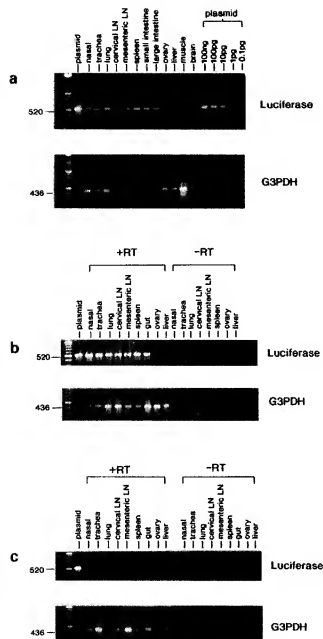 plasmid
plasmid
nasal
trachea
lung
cervical LN
mesenteric LN
spleen
small intestine
large intestine
ovary
liver
muscle
brain
100ng
100pg
10pg
1pg
0.1pg
a
520
Luciferase
436
G3PDH
+RT
-RT
plasmid
nasal
trachea
lung
cervical LN
mesenteric LN
spleen
gut
ovary
liver
nasal
trachea
lung
cervical LN
mesenteric LN
spleen
ovary
liver
b
520
Luciferase
436
G3PDH
+RT
-RT
plasmid
nasal
trachea
lung
cervical LN
mesenteric LN
spleen
gut
ovary
liver
nasal
trachea
lung
cervical LN
mesenteric LN
spleen
gut
ovary
liver
c
520
Luciferase
436
G3PDH